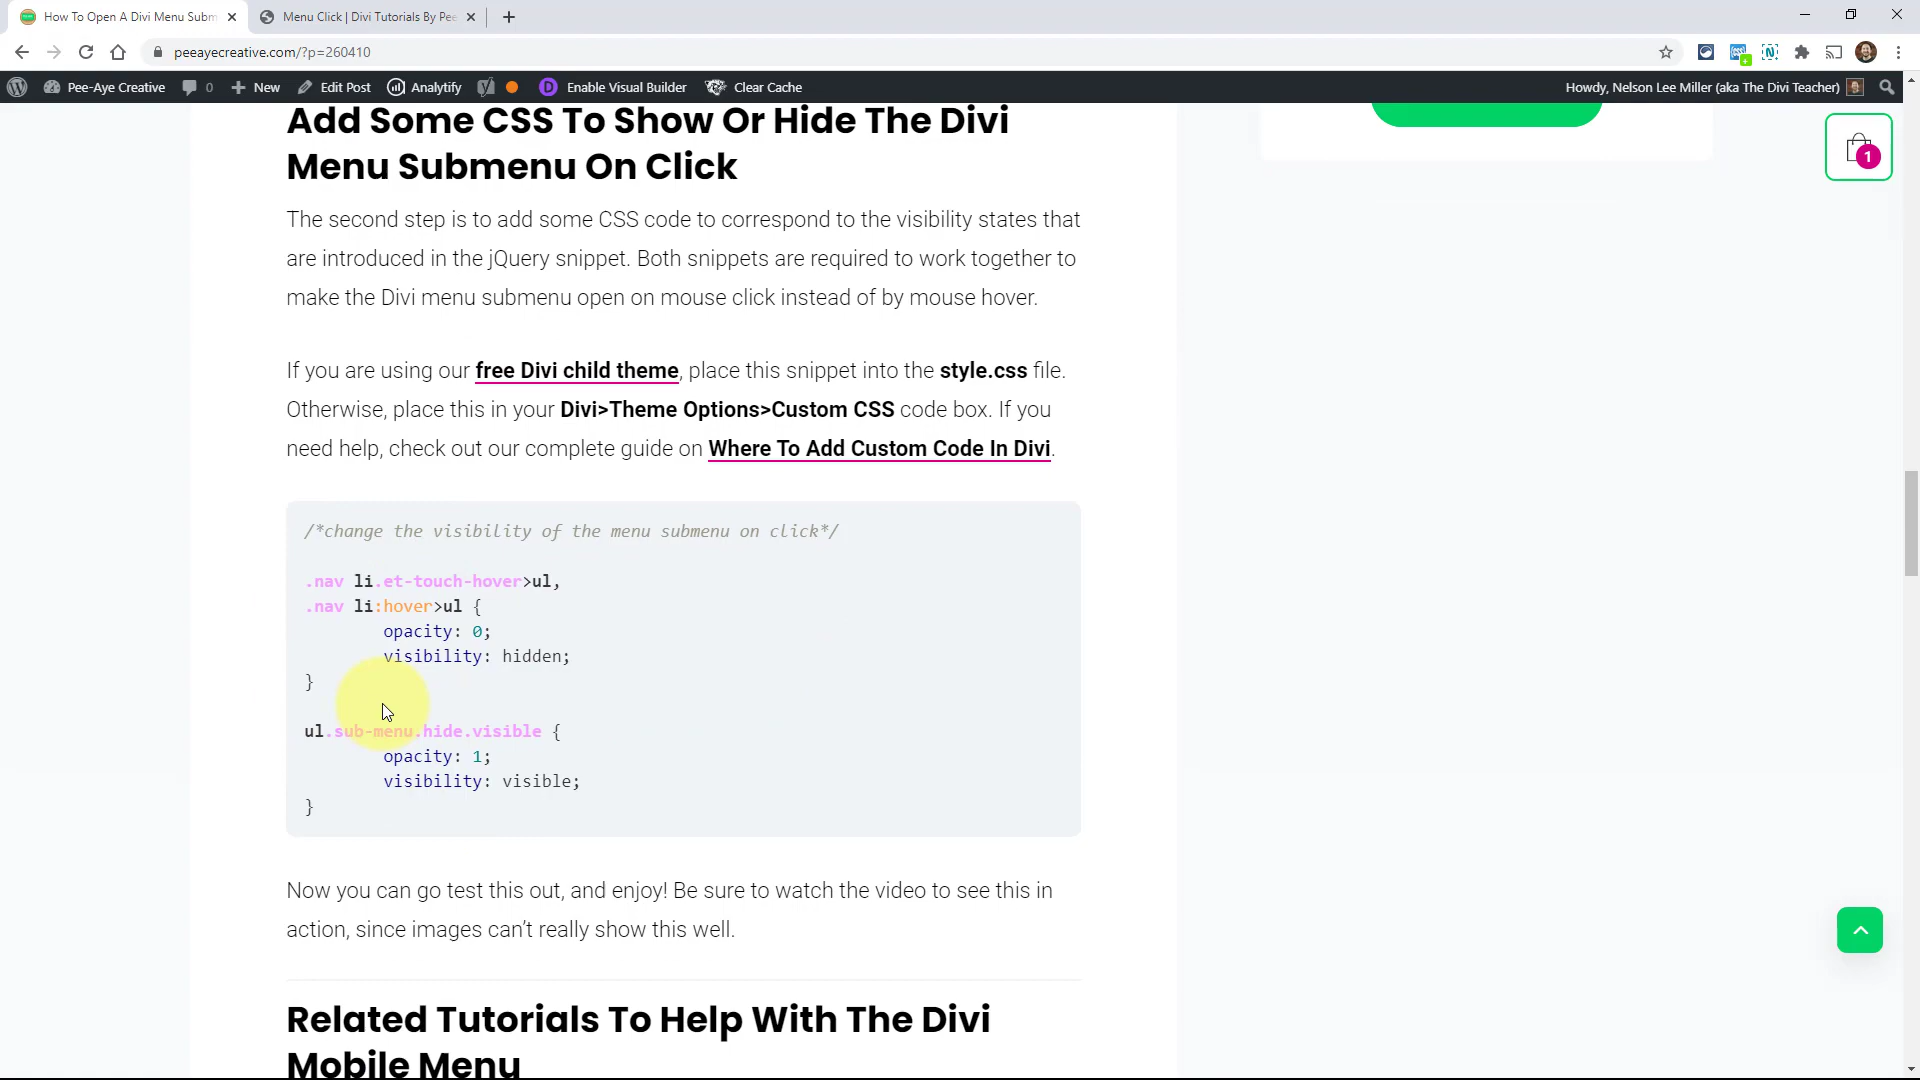 How To Open A Divi Menu Subm
Menu Click | Divi Tutorials By Pee
peeayecreative.com/?p=260410
Pee-Aye Creative 0 New Edit Post Analytify Enable Visual Builder Clear Cache Howdy, Nelson Lee Miller (aka The Divi Teacher)
Add Some CSS To Show Or Hide The Divi
Menu Submenu On Click
1
The second step is to add some CSS code to correspond to the visibility states that
are introduced in the jQuery snippet. Both snippets are required to work together to
make the Divi menu submenu open on mouse click instead of by mouse hover.
If you are using our free Divi child theme, place this snippet into the style.css file.
Otherwise, place this in your Divi>Theme Options>Custom CSS code box. If you
need help, check out our complete guide on Where To Add Custom Code In Divi.
/*change the visibility of the menu submenu on click*/
.nav li.et-touch-hover>ul,
.nav li:hover>ul {
opacity: 0;
visibility: hidden;
}
ul.sub-menu.hide.visible {
opacity: 1;
visibility: visible;
}
Now you can go test this out, and enjoy! Be sure to watch the video to see this in
action, since images can’t really show this well.
Related Tutorials To Help With The Divi
Mobile Menu